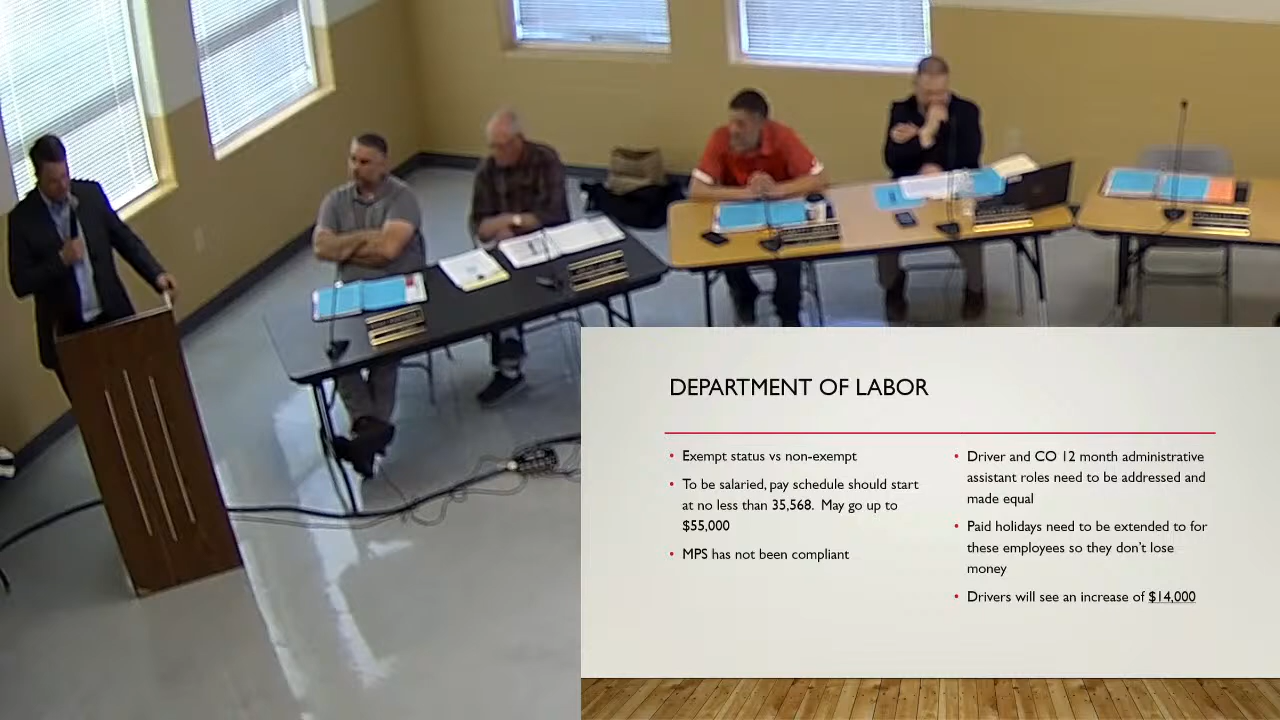 DEPARTMENT OF LABOR
• Exempt status vs non-exempt
• To be salaried, pay schedule should start
at no less than 35,568.  May go up to
$55,000
• MPS has not been compliant
• Driver and CO 12 month administrative
assistant roles need to be addressed and
made equal
• Paid holidays need to be extended to for
these employees so they don't lose
money
• Drivers will see an increase of $14,000